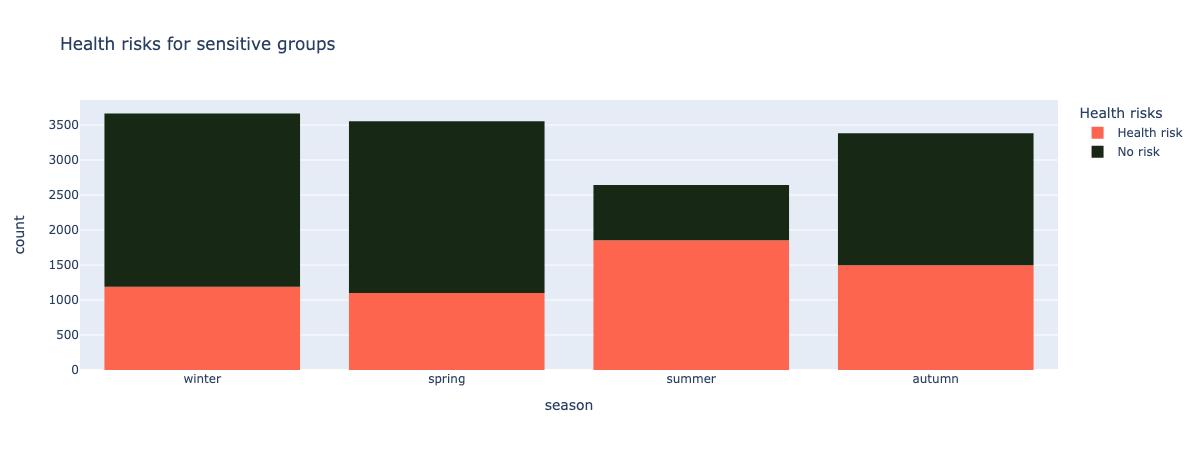 Health risks for sensitive groups
Health risks
Health risk
No risk
count
3500
3000
2500
2000
1500
1000
500
0
winter spring summer autumn
season